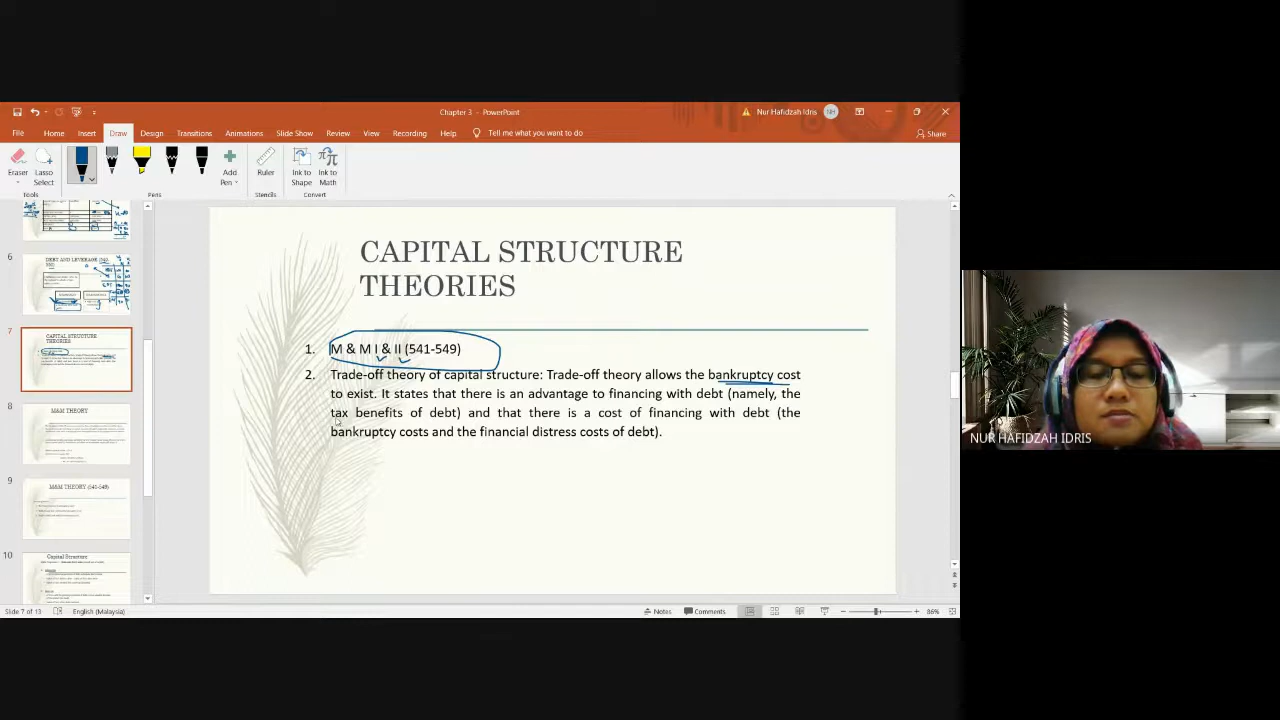 Chapter 3 - PowerPoint
Nur Hafidzah Idris
NH
File Home Insert Draw Design Transitions Animations Slide Show Review View Recording Help Tell me what you want to do
Share
Eraser
Lasso Select
Add Pen
Ruler
Ink to Shape
Ink to Math
Tools
Pens
Stencils
Convert
6
DEBT AND LEVERAGE
7
CAPITAL STRUCTURE
THEORIES
8
M&M THEORY
9
M&M THEORY (541-549)
10
Capital Structure
CAPITAL STRUCTURE
THEORIES
1. M & M I & II (541-549)
2. Trade-off theory of capital structure: Trade-off theory allows the bankruptcy cost
to exist. It states that there is an advantage to financing with debt (namely, the
tax benefits of debt) and that there is a cost of financing with debt (the
bankruptcy costs and the financial distress costs of debt).
NUR HAFIDZAH IDRIS
Slide 7 of 13 English (Malaysia) Notes Comments 86%